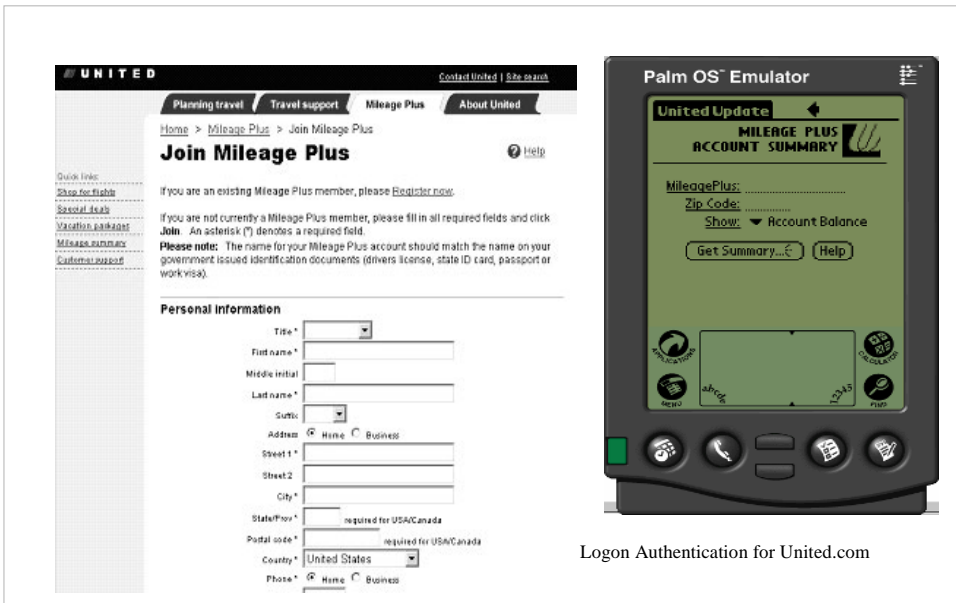 UNITED
Contact United | Site search
Planning travel Travel support Mileage Plus About United
Home > Mileage Plus > Join Mileage Plus
Join Mileage Plus
? Help
Quick links:
Shop for flights
Special deals
Vacation packages
Mileage summary
Customer support
If you are an existing Mileage Plus member, please Register now.
If you are not currently a Mileage Plus member, please fill in all required fields and click
Join. An asterisk (*) denotes a required field.
Please note: The name for your Mileage Plus account should match the name on your
government issued identification documents (drivers license, state ID card, passport or
work visa).
Personal Information
Title *
First name *
Middle initial
Last name *
Suffix
Address Home Business
Street 1 *
Street 2
City *
State/Prov * required for USA/Canada
Postal code * required for USA/Canada
Country * United States
Phone * Home Business
Palm OS™ Emulator
United Update
MILEAGE PLUS
ACCOUNT SUMMARY
MileagePlus:
Zip Code:
Show: Account Balance
Get Summary... Help
APPLICATIONS
CALCULATOR
MENU
abcde
12345
FIND
Logon Authentication for United.com